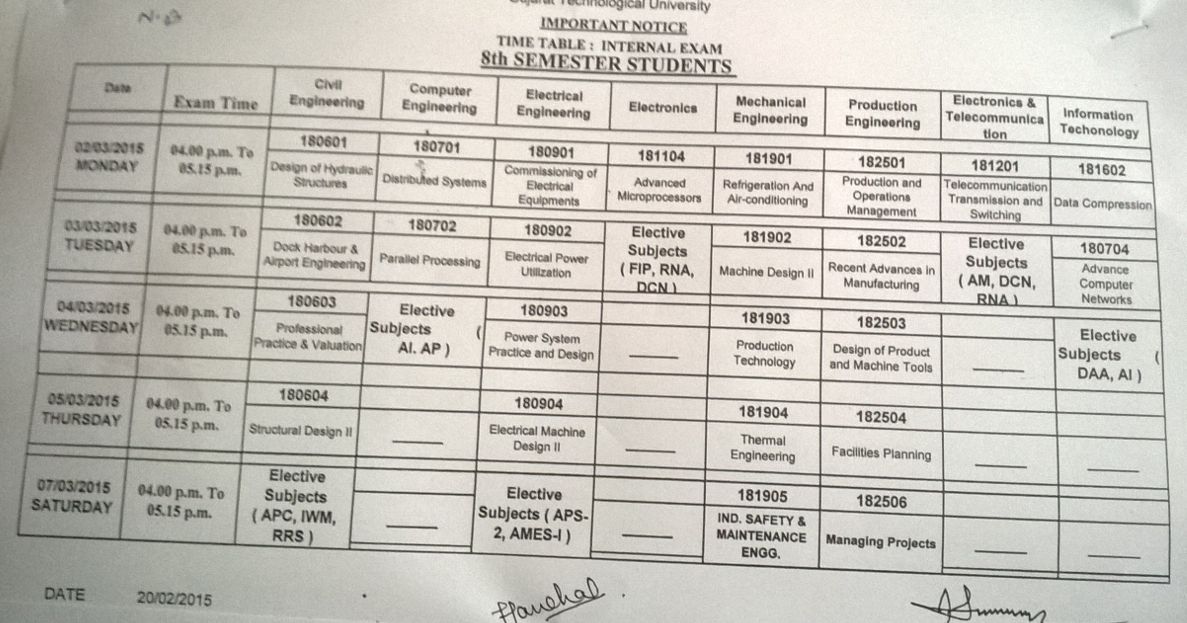 Gujarat Technological University
IMPORTANT NOTICE
TIME TABLE : INTERNAL EXAM
8th SEMESTER STUDENTS
Date Exam Time Civil Engineering Computer Engineering Electrical Engineering Electronics Mechanical Engineering Production Engineering Electronics & Telecommunica tion Information Techonology
02/03/2015 MONDAY 04.00 p.m. To 05.15 p.m.
180601 180701 180901 181104 181901 182501 181201 181602
Design of Hydraulic Structures Distributed Systems Commissioning of Electrical Equipments Advanced Microprocessors Refrigeration And Air-conditioning Production and Operations Management Telecommunication Transmission and Switching Data Compression
03/03/2015 TUESDAY 04.00 p.m. To 05.15 p.m.
180602 180702 180902 Elective Subjects ( FIP, RNA, DCN ) 181902 182502 Elective Subjects ( AM, DCN, RNA ) 180704
Dock Harbour & Airport Engineering Parallel Processing Electrical Power Utilization Machine Design II Recent Advances in Manufacturing Advance Computer Networks
04/03/2015 WEDNESDAY 04.00 p.m. To 05.15 p.m.
180603 Elective Subjects ( AI. AP ) 180903 181903 182503 Elective Subjects ( DAA, AI )
Professional Practice & Valuation Power System Practice and Design Production Technology Design of Product and Machine Tools
05/03/2015 THURSDAY 04.00 p.m. To 05.15 p.m.
180604 180904 181904 182504
Structural Design II Electrical Machine Design II Thermal Engineering Facilities Planning
07/03/2015 SATURDAY 04.00 p.m. To 05.15 p.m.
Elective Subjects ( APC, IWM, RRS ) Elective Subjects ( APS-2, AMES-I ) 181905 182506
IND. SAFETY & MAINTENANCE ENGG. Managing Projects
DATE 20/02/2015